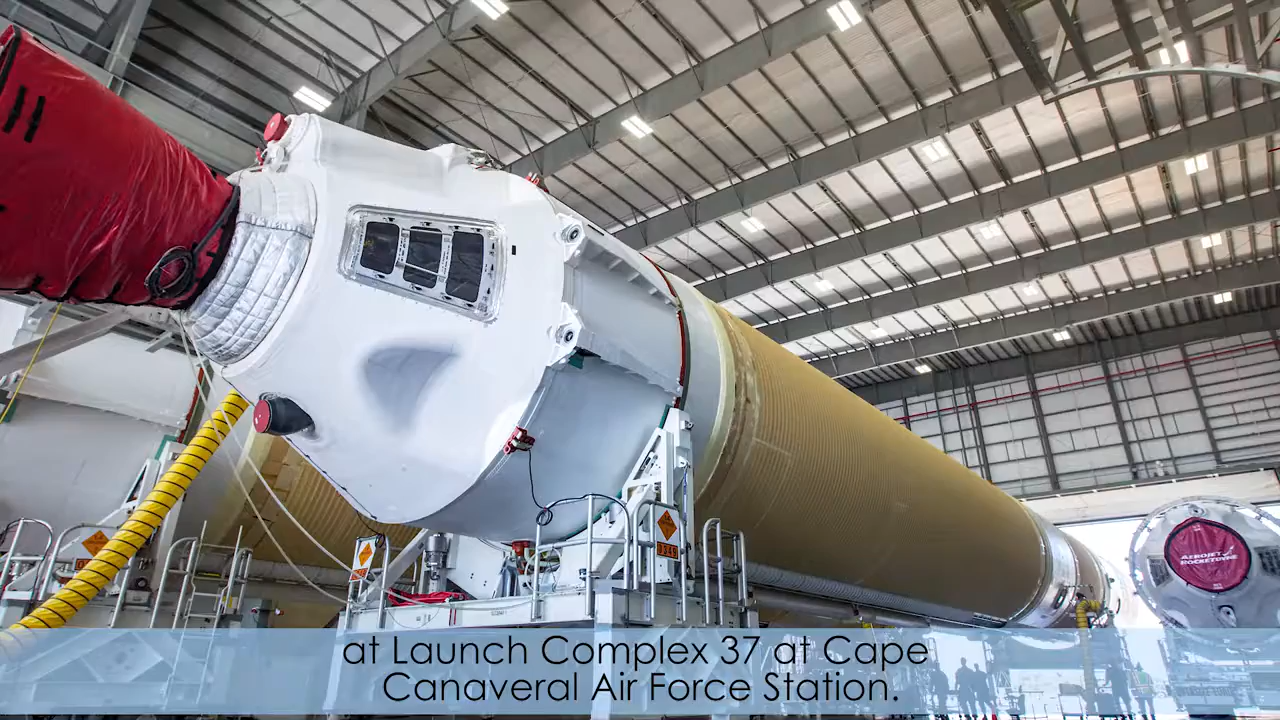 AEROJET
ROCKETDYNE
at Launch Complex 37 at Cape
Canaveral Air Force Station.